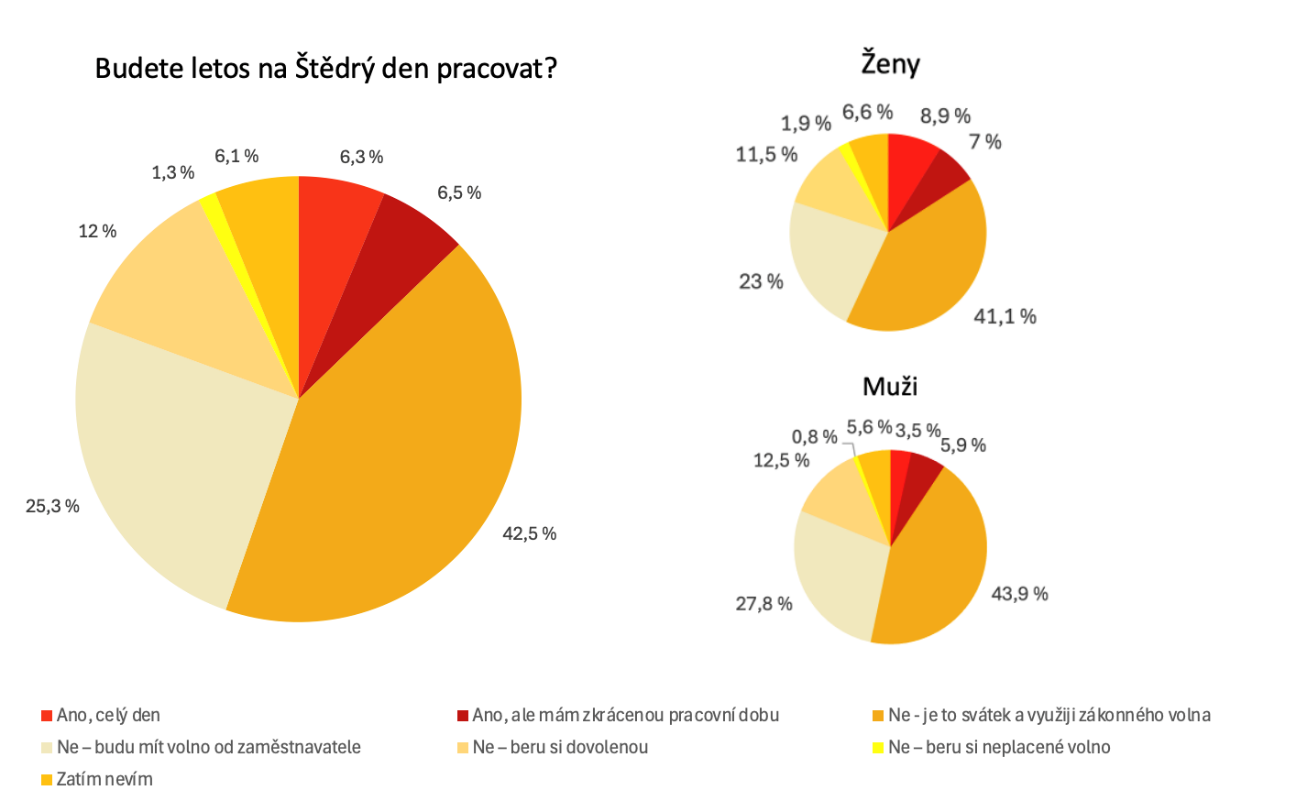 Budete letos na Štědrý den pracovat?
6,3 %
6,5 %
42,5 %
25,3 %
12 %
1,3 %
6,1 %
Ženy
8,9 %
7 %
41,1 %
23 %
11,5 %
1,9 %
6,6 %
Muži
3,5 %
5,9 %
43,9 %
27,8 %
12,5 %
0,8 %
5,6 %
Ano, celý den
Ano, ale mám zkrácenou pracovní dobu
Ne - je to svátek a využiji zákonného volna
Ne – budu mít volno od zaměstnavatele
Ne – beru si dovolenou
Ne – beru si neplacené volno
Zatím nevím